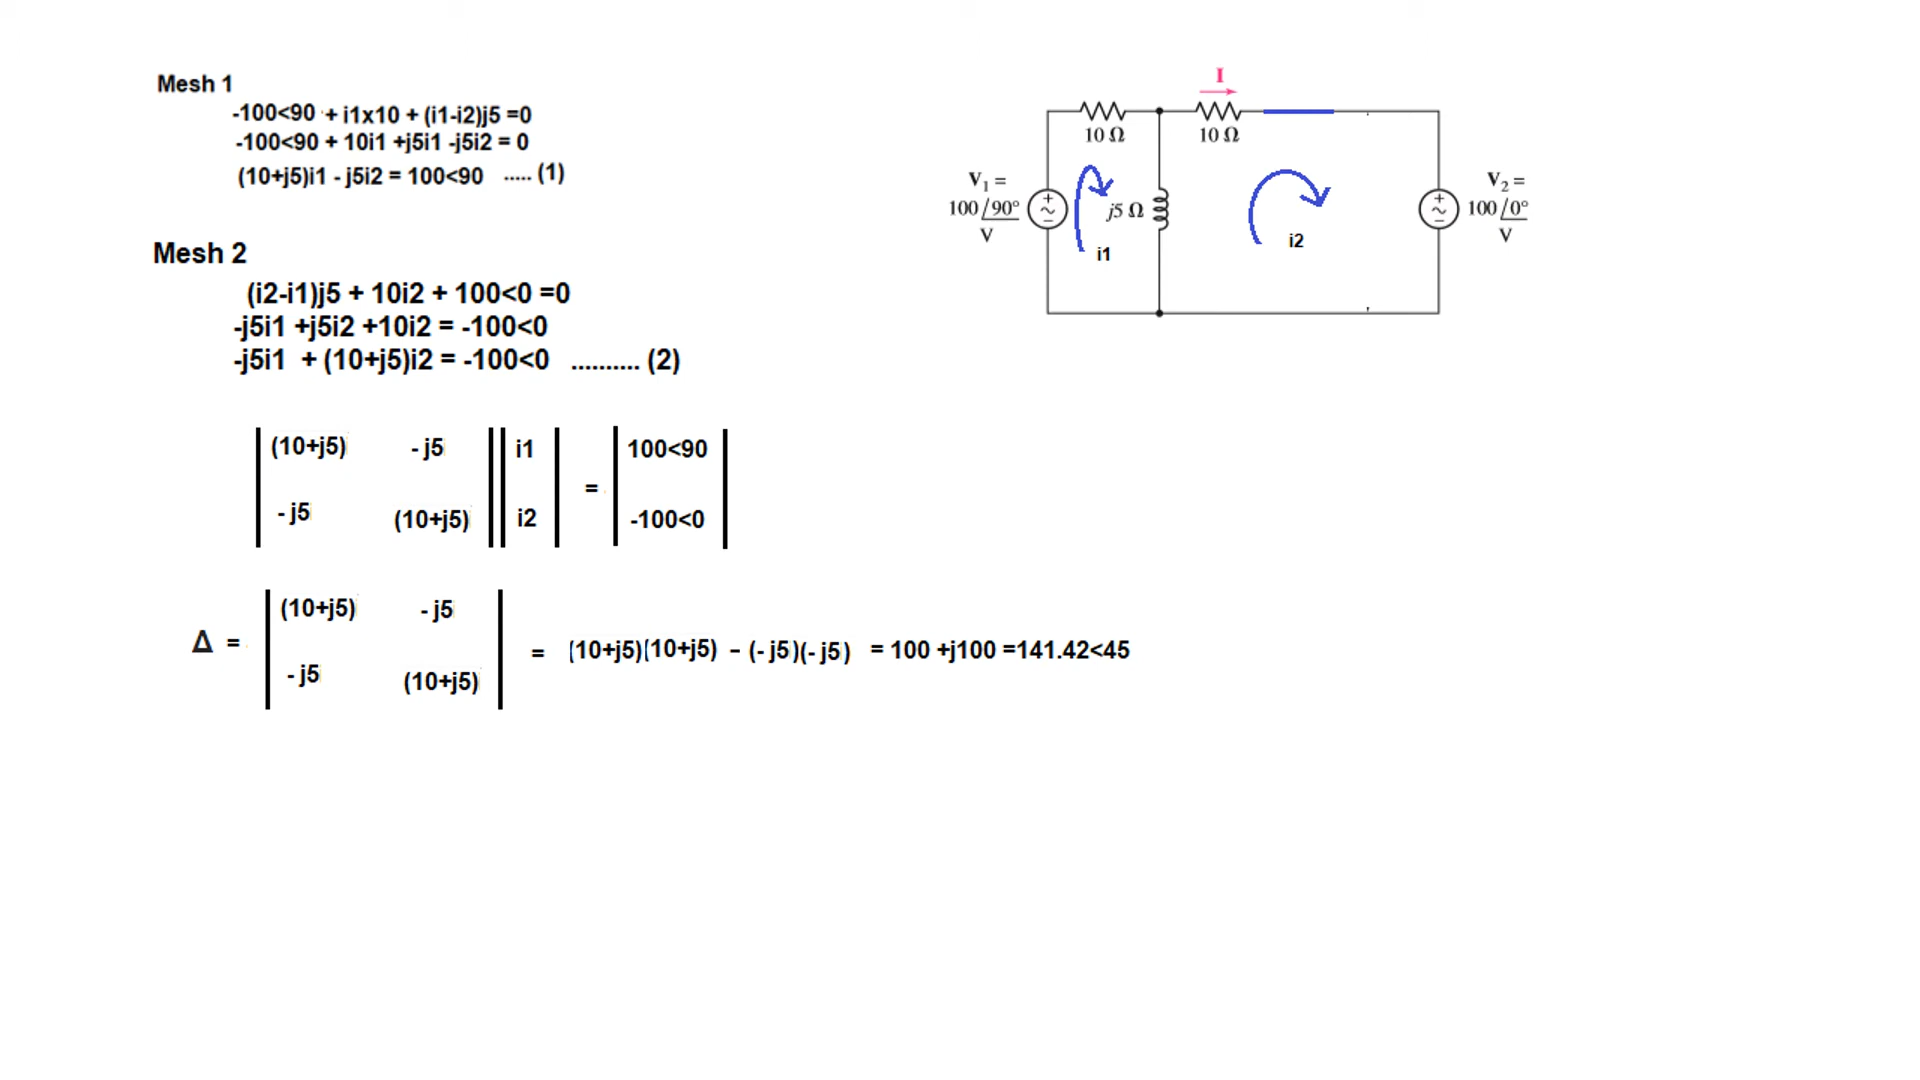 Mesh 1
-100<90 + i1x10 + (i1-i2)j5 =0
-100<90 + 10i1 +j5i1 -j5i2 = 0
(10+j5)i1 - j5i2 = 100<90 ..... (1)
Mesh 2
(i2-i1)j5 + 10i2 + 100<0 =0
-j5i1 +j5i2 +10i2 = -100<0
-j5i1 + (10+j5)i2 = -100<0 .......... (2)
I
10 Ω 10 Ω
V1 =
100/90°
V
+
~
−
j5 Ω
i1
i2
+
~
−
V2 =
100/0°
V
(10+j5) - j5 i1 100<90
=
- j5 (10+j5) i2 -100<0
(10+j5) - j5
Δ = = (10+j5)(10+j5) - (- j5)(- j5) = 100 +j100 =141.42<45
- j5 (10+j5)